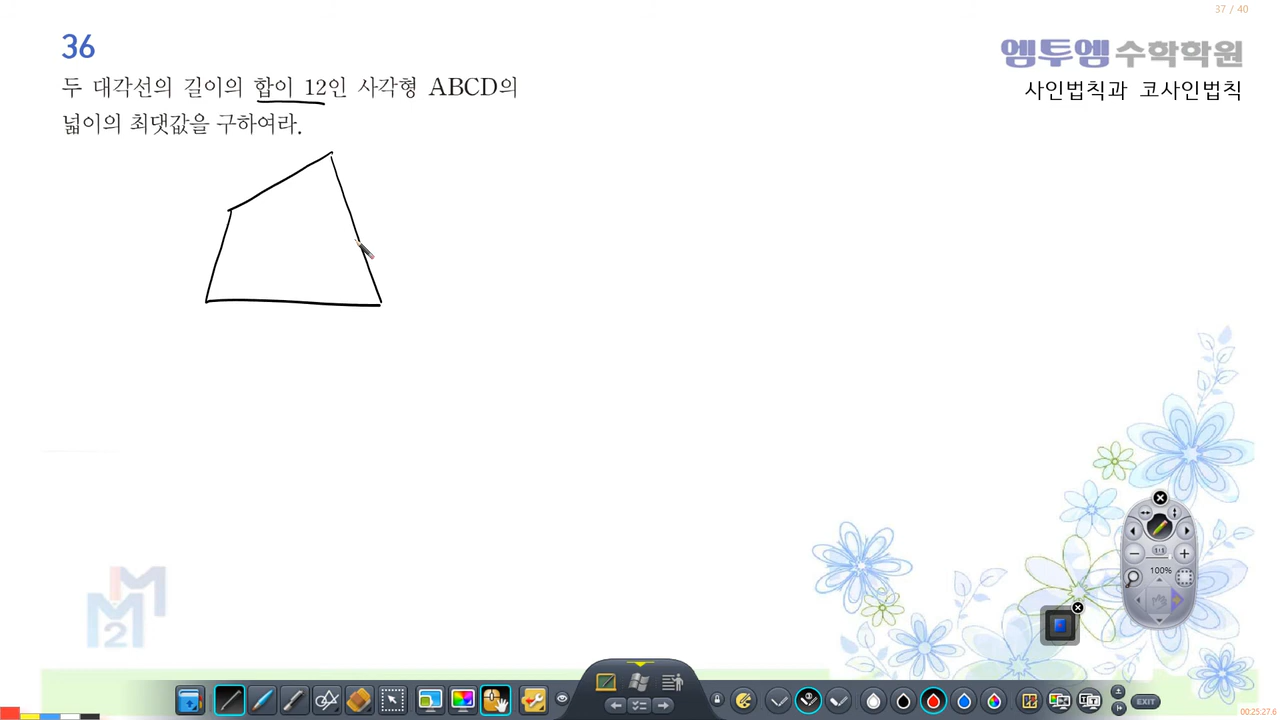 37 / 40
36
엠투엠 수학학원
두 대각선의 길이의 합이 12인 사각형 ABCD의
사인법칙과 코사인법칙
넓이의 최댓값을 구하여라.
1:1
100%
M
M2
EXIT
00:25:27.6